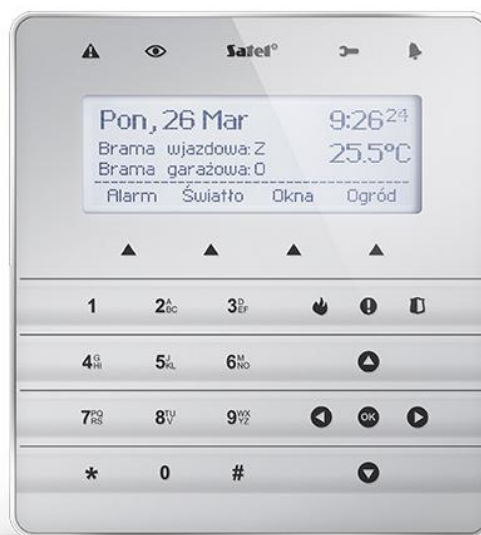 Satel®
Pon, 26 Mar 9:26 24
Brama wjazdowa: Z 25.5°C
Brama garażowa: O
Alarm Światło Okna Ogród
1 2 ABC 3 DEF
4 GHI 5 JKL 6 MNO
7 PQRS 8 TUV 9 WXYZ OK
* 0 #